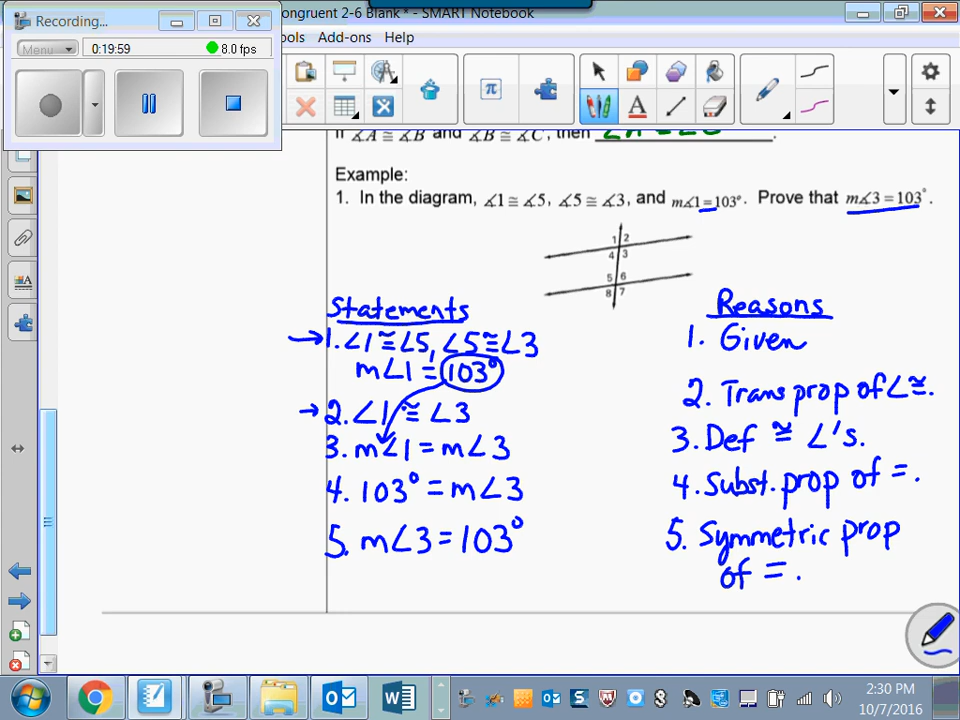 Recording...
Menu
0:19:59
8.0 fps
ongruent 2-6 Blank * - SMART Notebook
ols Add-ons Help
If ∡A ≅ ∡B and ∡B ≅ ∡C, then ∠A ≅ ∠C.
Example:
1. In the diagram, ∡1 ≅ ∡5, ∡5 ≅ ∡3, and m∡1 = 103°. Prove that m∡3 = 103°.
1 2
4 3
5 6
8 7
Statements
1. ∠1 ≅ ∠5, ∠5 ≅ ∠3
m∠1 = 103°
2. ∠1 ≅ ∠3
3. m∠1 = m∠3
4. 103° = m∠3
5. m∠3 = 103°
Reasons
1. Given
2. Trans prop of ∠ ≅.
3. Def ≅ ∠'s.
4. Subst. prop of =.
5. Symmetric prop
of =.
2:30 PM
10/7/2016